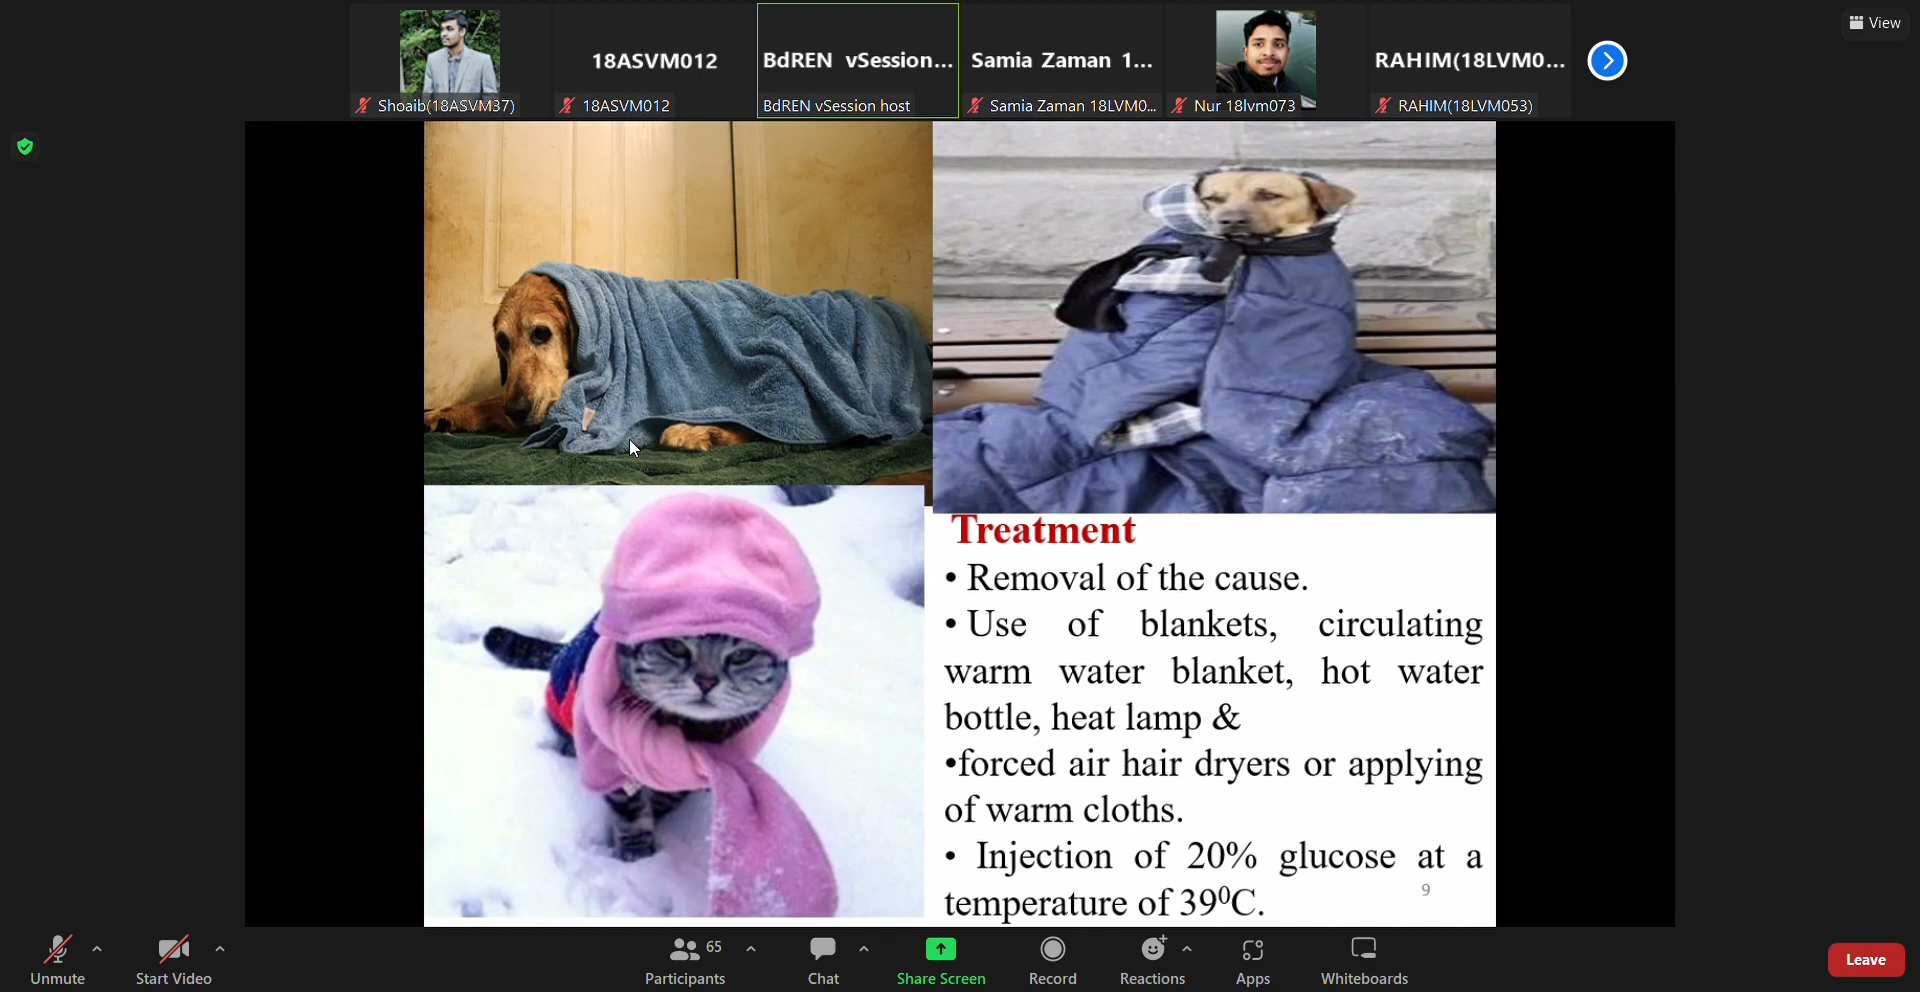 View
18ASVM012
BdREN vSession...
Samia Zaman 1...
RAHIM(18LVM0...
Shoaib(18ASVM37)
18ASVM012
BdREN vSession host
Samia Zaman 18LVM0...
Nur 18lvm073
RAHIM(18LVM053)
Treatment
• Removal of the cause.
• Use of blankets, circulating
warm water blanket, hot water
bottle, heat lamp &
•forced air hair dryers or applying
of warm cloths.
• Injection of 20% glucose at a
temperature of 39⁰C.
9
Unmute
Start Video
65
Participants
Chat
Share Screen
Record
Reactions
Apps
Whiteboards
Leave